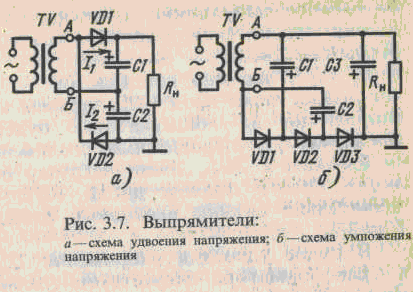 TV А VD1
I1 C1
Rн
Б
I2 C2
VD2
а)
TV А
C1 C3
Rн
Б
C2
VD1 VD2 VD3
б)
Рис. 3.7. Выпрямители:
а—схема удвоения напряжения; б—схема умножения
напряжения